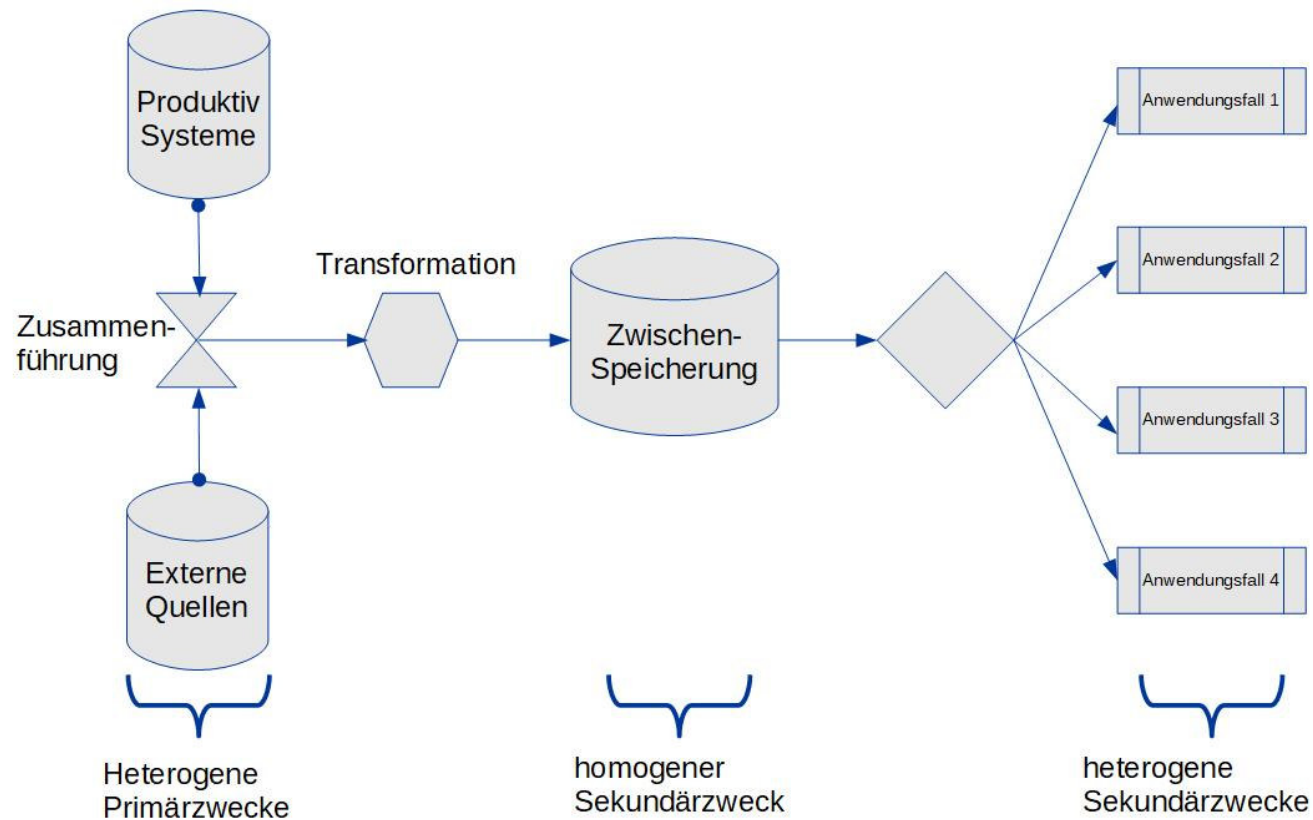 Produktiv
Systeme
Zusammen-
führung
Transformation
Zwischen-
Speicherung
Externe
Quellen
Anwendungsfall 1
Anwendungsfall 2
Anwendungsfall 3
Anwendungsfall 4
Heterogene
Primärzwecke
homogener
Sekundärzweck
heterogene
Sekundärzwecke